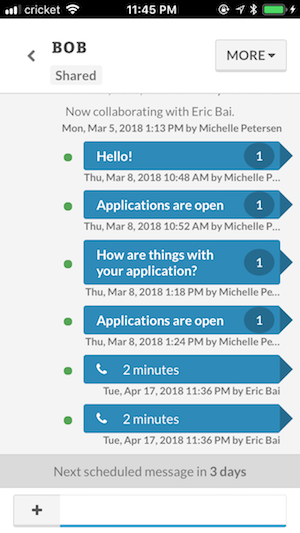 cricket 11:45 PM
BOB
Shared
MORE
Now collaborating with Eric Bai.
Mon, Mar 5, 2018 1:13 PM by Michelle Petersen
Hello! 1
Thu, Mar 8, 2018 10:48 AM by Michelle P...
Applications are open 1
Thu, Mar 8, 2018 10:52 AM by Michelle P...
How are things with
your application? 1
Thu, Mar 8, 2018 1:18 PM by Michelle Pe...
Applications are open 1
Thu, Mar 8, 2018 1:24 PM by Michelle P...
2 minutes
Tue, Apr 17, 2018 11:36 PM by Eric Bai
2 minutes
Tue, Apr 17, 2018 11:36 PM by Eric Bai
Next scheduled message in 3 days
+